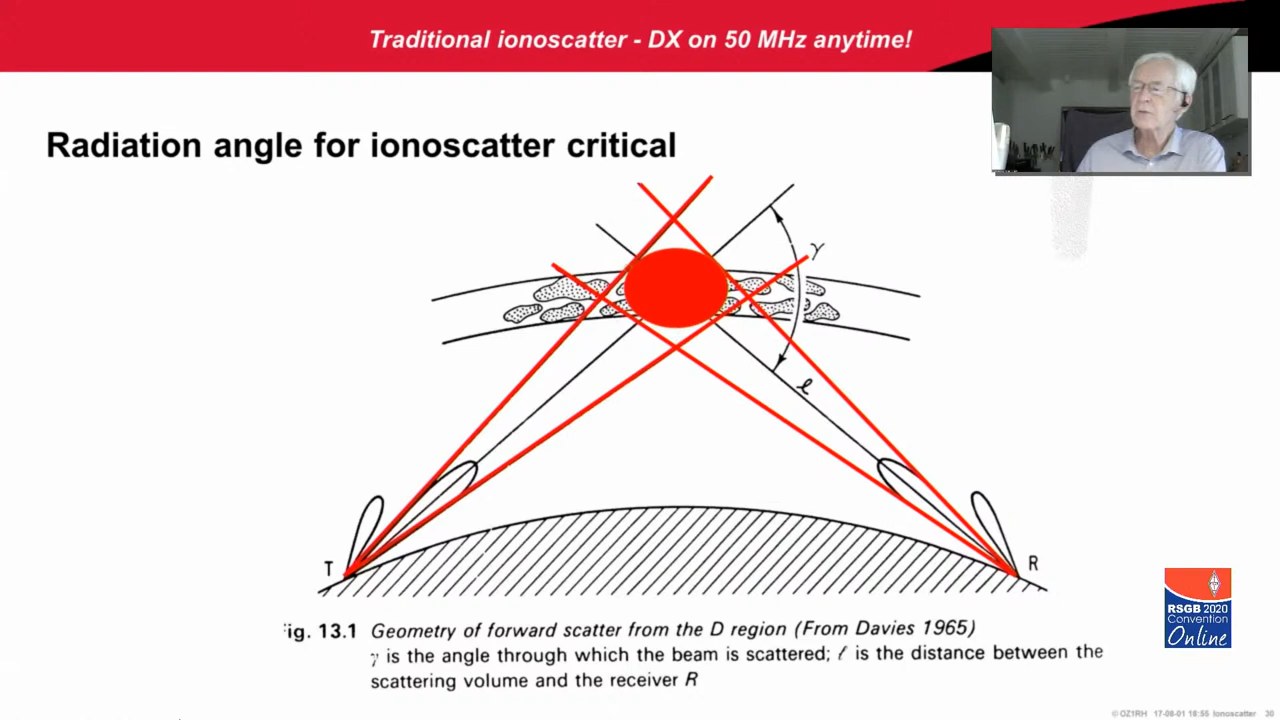 Traditional ionoscatter - DX on 50 MHz anytime!
Radiation angle for ionoscatter critical
γ
ℓ
T
R
RSGB 2020
Convention
Online
ig. 13.1 Geometry of forward scatter from the D region (From Davies 1965)
γ is the angle through which the beam is scattered; ℓ is the distance between the
scattering volume and the receiver R
© OZ1RH 17-08-01 18:55 Ionoscatter 30